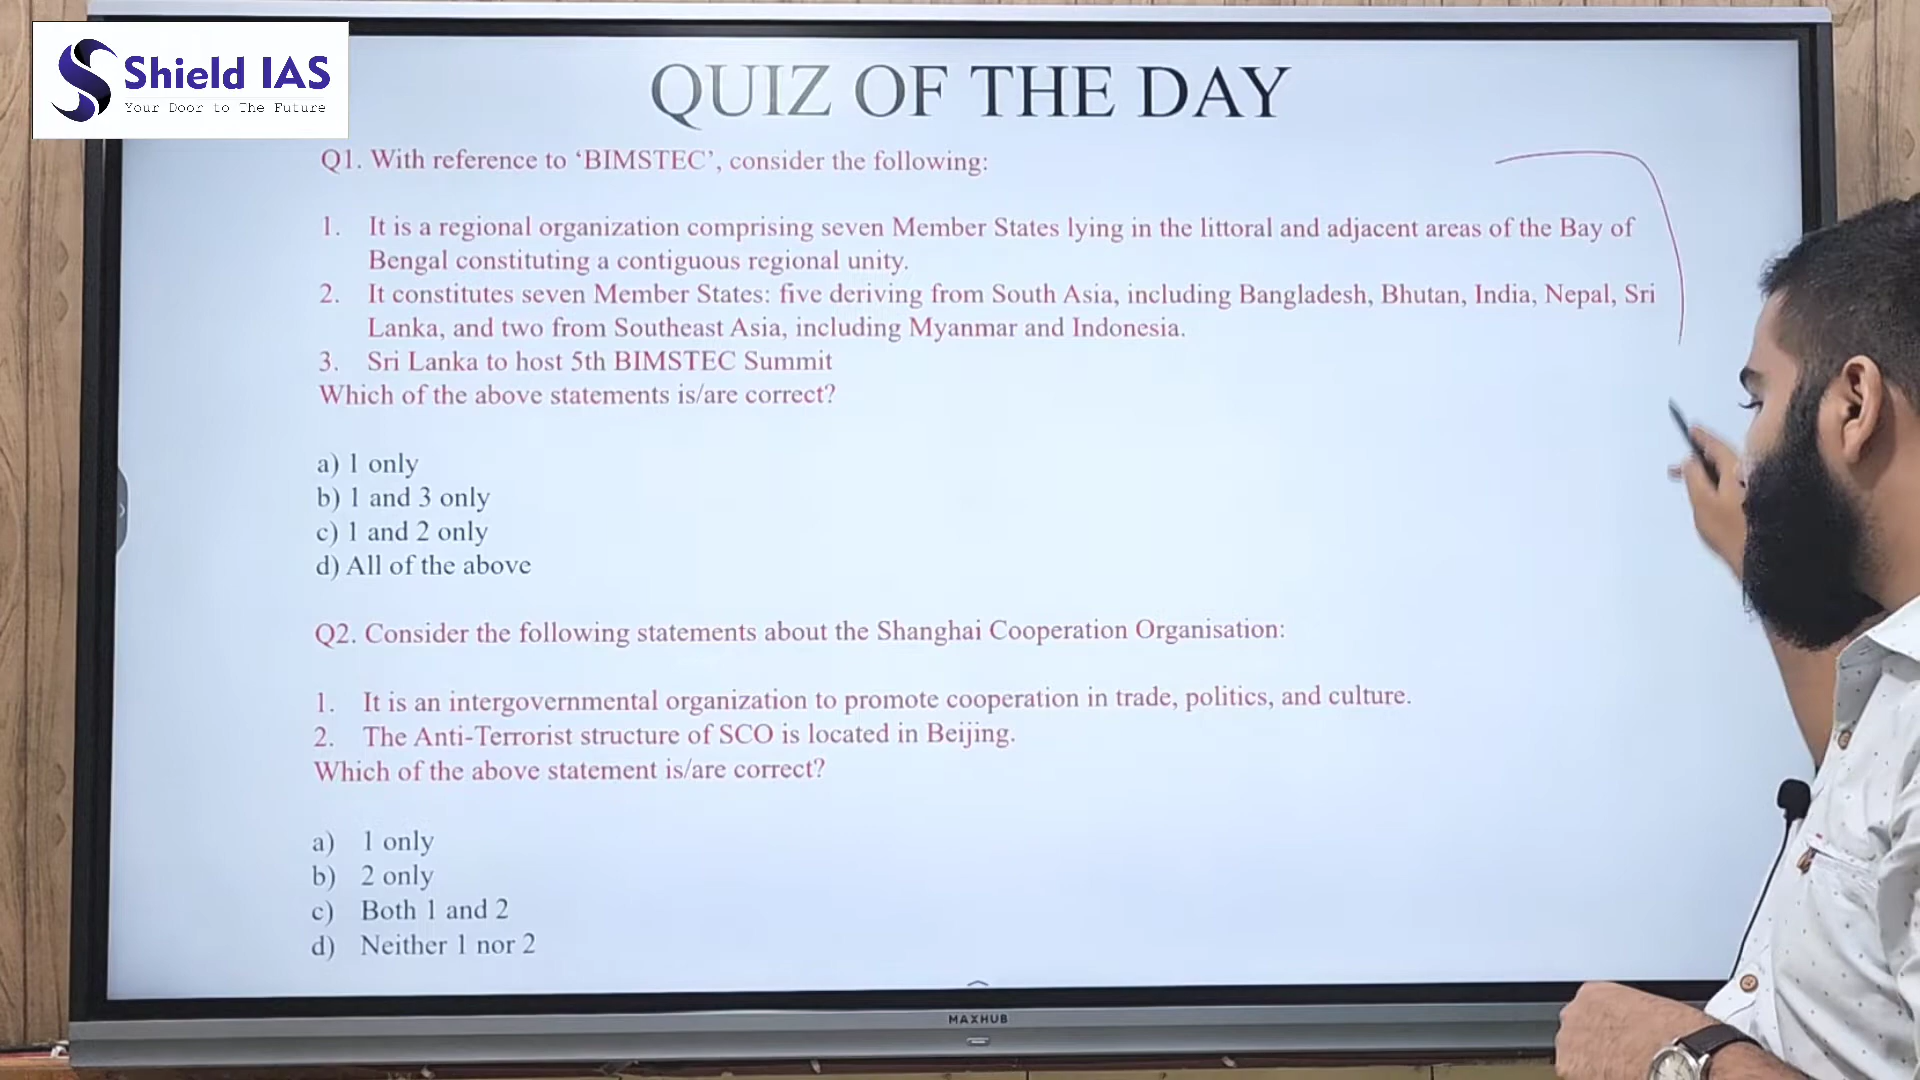 Shield IAS
Your Door to The Future
QUIZ OF THE DAY
Q1. With reference to ‘BIMSTEC’, consider the following:
1. It is a regional organization comprising seven Member States lying in the littoral and adjacent areas of the Bay of
Bengal constituting a contiguous regional unity.
2. It constitutes seven Member States: five deriving from South Asia, including Bangladesh, Bhutan, India, Nepal, Sri
Lanka, and two from Southeast Asia, including Myanmar and Indonesia.
3. Sri Lanka to host 5th BIMSTEC Summit
Which of the above statements is/are correct?
a) 1 only
b) 1 and 3 only
c) 1 and 2 only
d) All of the above
Q2. Consider the following statements about the Shanghai Cooperation Organisation:
1. It is an intergovernmental organization to promote cooperation in trade, politics, and culture.
2. The Anti-Terrorist structure of SCO is located in Beijing.
Which of the above statement is/are correct?
a) 1 only
b) 2 only
c) Both 1 and 2
d) Neither 1 nor 2
MAXHUB